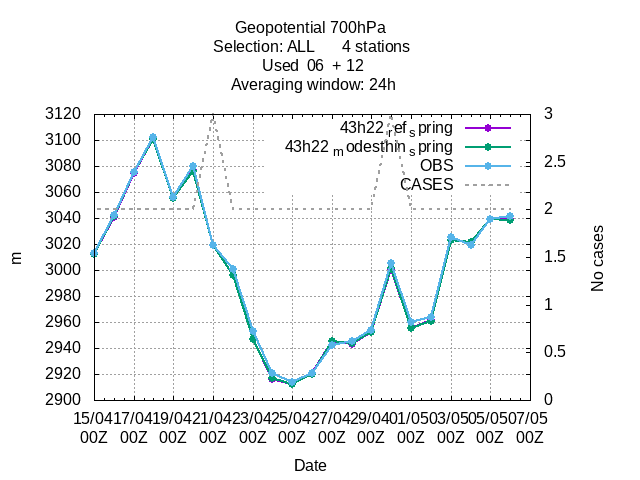 Geopotential 700hPa
Selection: ALL 4 stations
Used 06 + 12
Averaging window: 24h
3120
3100
3080
3060
3040
3020
3000
2980
2960
2940
2920
2900
m
3
2.5
2
1.5
1
0.5
0
No cases
43h22 ref spring
43h22 modesthin spring
OBS
CASES
15/04 17/04 19/04 21/04 23/04 25/04 27/04 29/04 01/05 03/05 05/05 07/05
00Z 00Z 00Z 00Z 00Z 00Z 00Z 00Z 00Z 00Z 00Z 00Z
Date